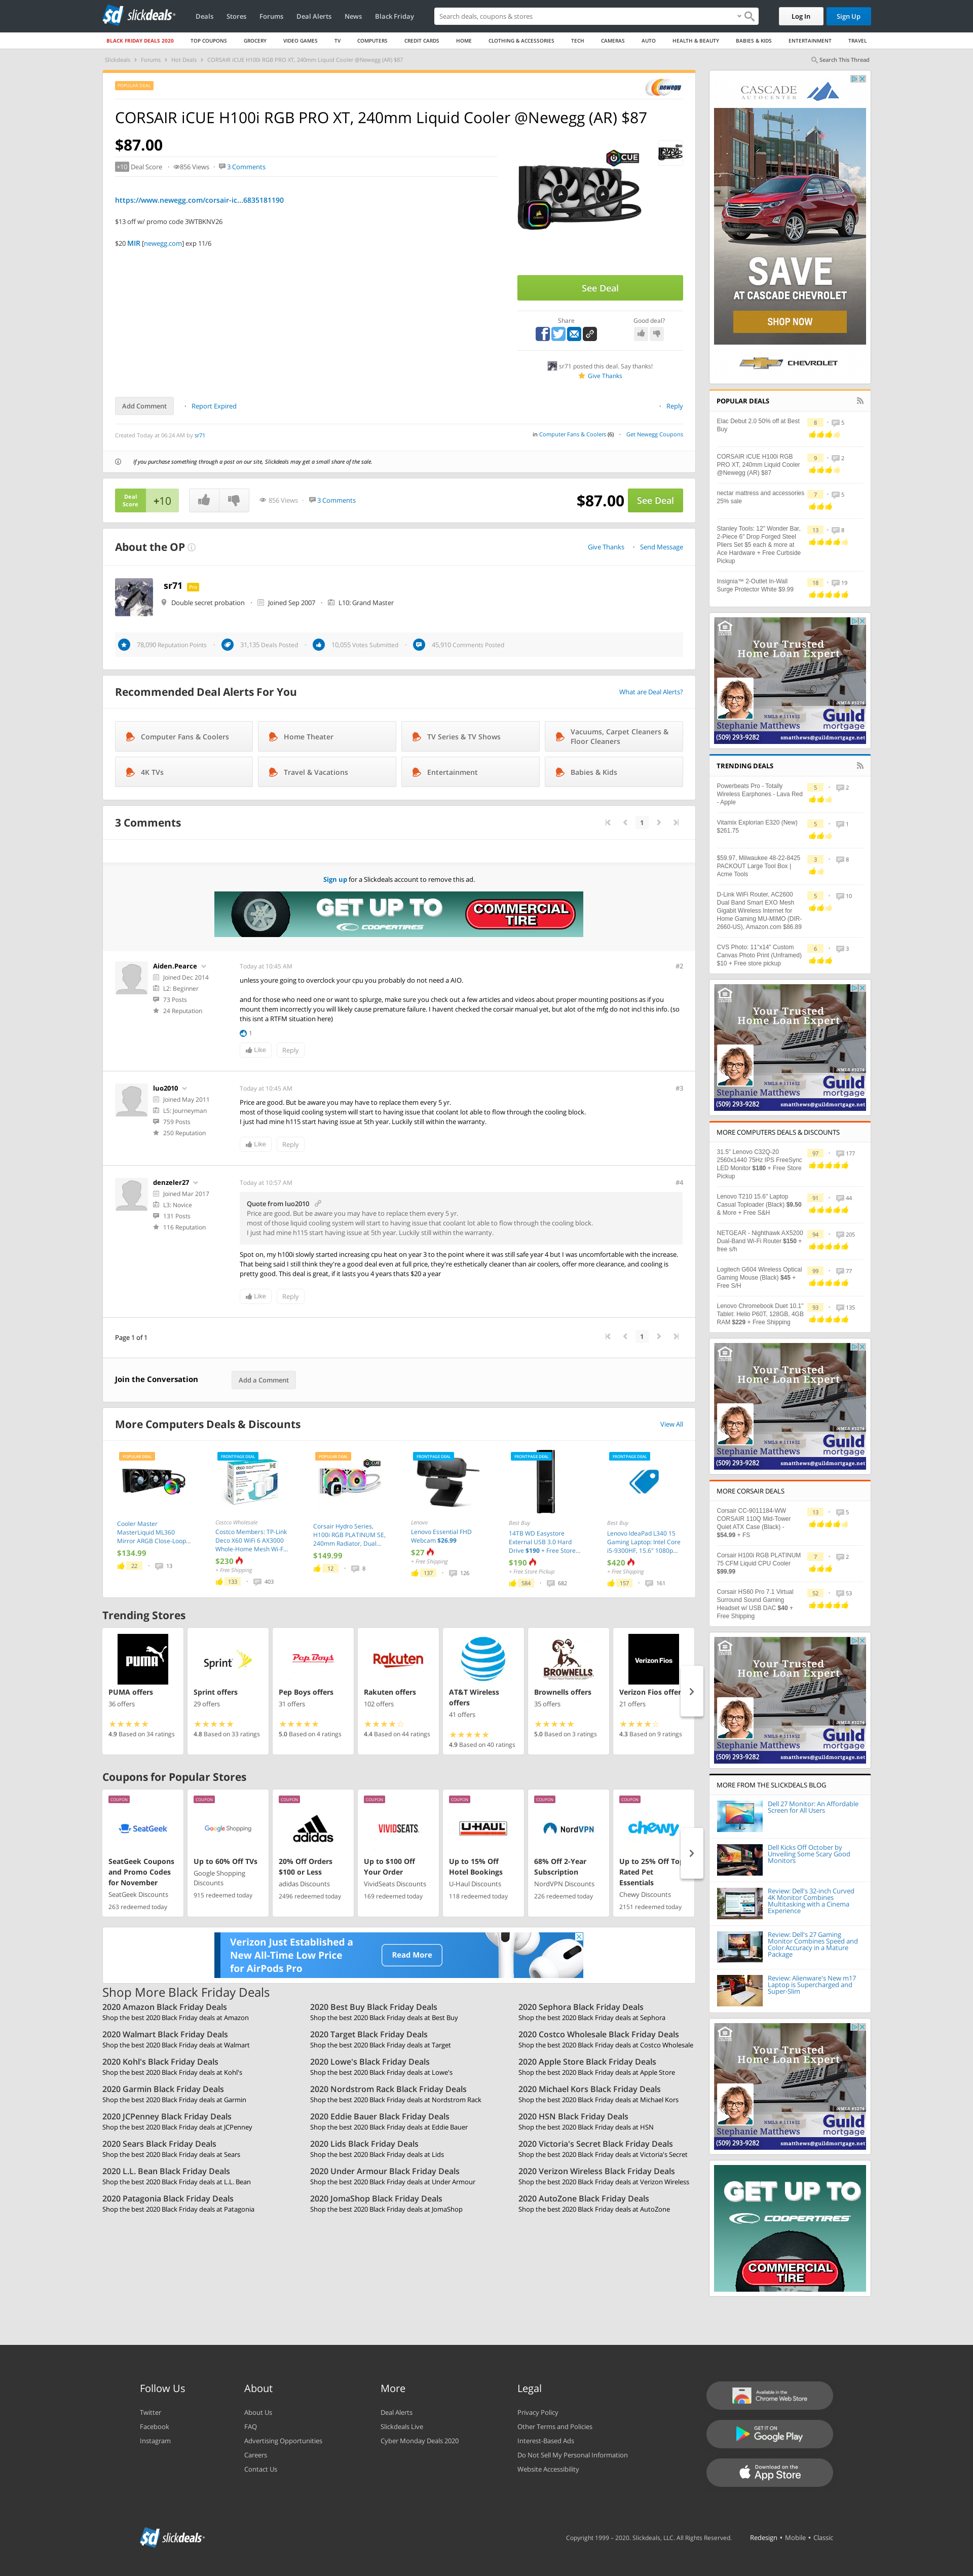 slickdeals
Deals
Stores
Forums
Deal Alerts
News
Black Friday
Search deals, coupons & stores
Log In
Sign Up
BLACK FRIDAY DEALS 2020
TOP COUPONS
GROCERY
VIDEO GAMES
TV
COMPUTERS
CREDIT CARDS
HOME
CLOTHING & ACCESSORIES
TECH
CAMERAS
AUTO
HEALTH & BEAUTY
BABIES & KIDS
ENTERTAINMENT
TRAVEL
Slickdeals > Forums > Hot Deals > CORSAIR iCUE H100i RGB PRO XT, 240mm Liquid Cooler @Newegg (AR) $87
Search This Thread
POPULAR DEAL
newegg
CORSAIR iCUE H100i RGB PRO XT, 240mm Liquid Cooler @Newegg (AR) $87
$87.00
+10 Deal Score
856 Views
3 Comments
https://www.newegg.com/corsair-ic...6835181190
$13 off w/ promo code 3WTBKNV26
$20 MIR [newegg.com] exp 11/6
iCUE
See Deal
Share
Good deal?
sr71 posted this deal. Say thanks!
Give Thanks
Add Comment
Report Expired
Reply
Created Today at 06:24 AM by sr71
in Computer Fans & Coolers (6)
Get Newegg Coupons
If you purchase something through a post on our site, Slickdeals may get a small share of the sale.
Deal Score
+10
856 Views
3 Comments
$87.00
See Deal
About the OP
Give Thanks
Send Message
sr71 Pro
Double secret probation
Joined Sep 2007
L10: Grand Master
78,090 Reputation Points
31,135 Deals Posted
10,055 Votes Submitted
45,910 Comments Posted
Recommended Deal Alerts For You
What are Deal Alerts?
Computer Fans & Coolers
Home Theater
TV Series & TV Shows
Vacuums, Carpet Cleaners & Floor Cleaners
4K TVs
Travel & Vacations
Entertainment
Babies & Kids
3 Comments
1
Sign up for a Slickdeals account to remove this ad.
GET UP TO
COOPERTIRES
COMMERCIAL TIRE
Aiden.Pearce
Joined Dec 2014
L2: Beginner
73 Posts
24 Reputation
Today at 10:45 AM
#2
unless youre going to overclock your cpu you probably do not need a AIO.
and for those who need one or want to splurge, make sure you check out a few articles and videos about proper mounting positions as if you
mount them incorrectly you will likely cause premature failure. I havent checked the yet catalog, but alot of the mfg do not include this info. (so
this isnt a RTFM situation here)
1
Like
Reply
luo2010
Joined May 2011
L5: Journeyman
759 Posts
250 Reputation
Today at 10:45 AM
#3
Price are good. But be aware you may have to replace them every 5 yr.
most of those liquid cooling system will start to having issue that coolant lot able to flow through the cooling block.
I just had mine h115 start having issue at 5th year. Luckily still within the warranty.
Like
Reply
denzeler27
Joined Mar 2017
L3: Novice
131 Posts
116 Reputation
Today at 10:57 AM
#4
Quote from luo2010
Price are good. But be aware you may have to replace them every 5 yr.
most of those liquid cooling system will start to having issue that coolant lot able to flow through the cooling block.
I just had mine h115 start having issue at 5th year. Luckily still within the warranty.
Spot on, my h100i slowly started increasing cpu heat on year 3 to the point where it was still safe year 4 but I was uncomfortable with the increase.
That being said I still think they're a good deal even at full price, they're esthetically cleaner than air coolers, offer more clearance, and cooling is
pretty good. This deal is great, if it lasts you 4 years thats $20 a year
Like
Reply
Page 1 of 1
1
Join the Conversation
Add a Comment
More Computers Deals & Discounts
View All
POPULAR DEAL
Cooler Master
MasterLiquid ML360
Mirror ARGB Close-Loop...
$134.99
22
13
FRONTPAGE DEAL
Costco Wholesale
Costco Members: TP-Link
Deco X60 WiFi 6 AX3000
Whole-Home Mesh Wi-F...
$230
+ Free Shipping
133
403
POPULAR DEAL
Corsair Hydro Series,
H100i RGB PLATINUM SE,
240mm Radiator, Dual...
$149.99
12
8
FRONTPAGE DEAL
Lenovo
Lenovo Essential FHD
Webcam $26.99
$27
+ Free Shipping
137
126
FRONTPAGE DEAL
Best Buy
14TB WD Easystore
External USB 3.0 Hard
Drive $190 + Free Store...
$190
+ Free Store Pickup
584
682
FRONTPAGE DEAL
Best Buy
Lenovo IdeaPad L340 15
Gaming Laptop: Intel Core
i5-9300HF, 15.6" 1080p...
$420
+ Free Shipping
157
161
Trending Stores
PUMA
PUMA offers
36 offers
4.9 Based on 34 ratings
Sprint
Sprint offers
29 offers
4.8 Based on 33 ratings
Pep Boys
Pep Boys offers
31 offers
5.0 Based on 4 ratings
Rakuten
Rakuten offers
102 offers
4.4 Based on 44 ratings
AT&T Wireless offers
41 offers
4.9 Based on 40 ratings
BROWNELLS
Brownells offers
35 offers
5.0 Based on 3 ratings
Verizon Fios
Verizon Fios offers
21 offers
4.3 Based on 9 ratings
Coupons for Popular Stores
COUPON
SeatGeek
SeatGeek Coupons and Promo Codes for November
SeatGeek Discounts
263 redeemed today
COUPON
Google Shopping
Up to 60% Off TVs
Google Shopping Discounts
915 redeemed today
COUPON
adidas
20% Off Orders $100 or Less
adidas Discounts
2496 redeemed today
COUPON
VIVIDSEATS
Up to $100 Off Your Order
VividSeats Discounts
169 redeemed today
COUPON
U-HAUL
Up to 15% Off Hotel Bookings
U-Haul Discounts
118 redeemed today
COUPON
NordVPN
68% Off 2-Year Subscription
NordVPN Discounts
226 redeemed today
COUPON
chewy
Up to 25% Off Top Rated Pet Essentials
Chewy Discounts
2151 redeemed today
Verizon Just Established a
New All-Time Low Price
for AirPods Pro
Read More
Shop More Black Friday Deals
2020 Amazon Black Friday Deals
Shop the best 2020 Black Friday deals at Amazon
2020 Best Buy Black Friday Deals
Shop the best 2020 Black Friday deals at Best Buy
2020 Sephora Black Friday Deals
Shop the best 2020 Black Friday deals at Sephora
2020 Walmart Black Friday Deals
Shop the best 2020 Black Friday deals at Walmart
2020 Target Black Friday Deals
Shop the best 2020 Black Friday deals at Target
2020 Costco Wholesale Black Friday Deals
Shop the best 2020 Black Friday deals at Costco Wholesale
2020 Kohl's Black Friday Deals
Shop the best 2020 Black Friday deals at Kohl's
2020 Lowe's Black Friday Deals
Shop the best 2020 Black Friday deals at Lowe's
2020 Apple Store Black Friday Deals
Shop the best 2020 Black Friday deals at Apple Store
2020 Garmin Black Friday Deals
Shop the best 2020 Black Friday deals at Garmin
2020 Nordstrom Rack Black Friday Deals
Shop the best 2020 Black Friday deals at Nordstrom Rack
2020 Michael Kors Black Friday Deals
Shop the best 2020 Black Friday deals at Michael Kors
2020 JCPenney Black Friday Deals
Shop the best 2020 Black Friday deals at JCPenney
2020 Eddie Bauer Black Friday Deals
Shop the best 2020 Black Friday deals at Eddie Bauer
2020 HSN Black Friday Deals
Shop the best 2020 Black Friday deals at HSN
2020 Sears Black Friday Deals
Shop the best 2020 Black Friday deals at Sears
2020 Lids Black Friday Deals
Shop the best 2020 Black Friday deals at Lids
2020 Victoria's Secret Black Friday Deals
Shop the best 2020 Black Friday deals at Victoria's Secret
2020 L.L. Bean Black Friday Deals
Shop the best 2020 Black Friday deals at L.L. Bean
2020 Under Armour Black Friday Deals
Shop the best 2020 Black Friday deals at Under Armour
2020 Verizon Wireless Black Friday Deals
Shop the best 2020 Black Friday deals at Verizon Wireless
2020 Patagonia Black Friday Deals
Shop the best 2020 Black Friday deals at Patagonia
2020 JomaShop Black Friday Deals
Shop the best 2020 Black Friday deals at JomaShop
2020 AutoZone Black Friday Deals
Shop the best 2020 Black Friday deals at AutoZone
CASCADE
AUTOCENTER
SAVE
AT CASCADE CHEVROLET
SHOP NOW
CHEVROLET
POPULAR DEALS
Elac Debut 2.0 50% off at Best Buy
8
5
CORSAIR iCUE H100i RGB PRO XT, 240mm Liquid Cooler @Newegg (AR) $87
9
2
nectar mattress and accessories 25% sale
7
5
Stanley Tools: 12" Wonder Bar, 2-Piece 6" Drop Forged Steel Pliers Set $5 each & more at Ace Hardware + Free Curbside Pickup
13
8
Insignia™ 2-Outlet In-Wall Surge Protector White $9.99
18
19
Your Trusted
Home Loan Expert
NMLS # 111822
Stephanie Matthews
(509) 293-9282
Guild mortgage
smatthews@guildmortgage.net
TRENDING DEALS
Powerbeats Pro - Totally Wireless Earphones - Lava Red - Apple
5
2
Vitamix Explorian E320 (New) $261.75
5
1
$59.97, Milwaukee 48-22-8425 PACKOUT Large Tool Box | Acme Tools
3
8
D-Link WiFi Router, AC2600 Dual Band Smart EXO Mesh Gigabit Wireless Internet for Home Gaming MU-MIMO (DIR-2660-US), Amazon.com $86.89
5
10
CVS Photo: 11"x14" Custom Canvas Photo Print (Unframed) $10 + Free store pickup
6
3
Your Trusted
Home Loan Expert
Stephanie Matthews
(509) 293-9282
Guild mortgage
smatthews@guildmortgage.net
MORE COMPUTERS DEALS & DISCOUNTS
31.5" Lenovo C32Q-20 2560x1440 75Hz IPS FreeSync LED Monitor $180 + Free Store Pickup
97
177
Lenovo T210 15.6" Laptop Casual Toploader (Black) $9.50 & More + Free S&H
91
44
NETGEAR - Nighthawk AX5200 Dual-Band Wi-Fi Router $150 + free s/h
94
205
Logitech G604 Wireless Optical Gaming Mouse (Black) $45 + Free S/H
99
77
Lenovo Chromebook Duet 10.1" Tablet: Helio P60T, 128GB, 4GB RAM $229 + Free Shipping
93
135
Your Trusted
Home Loan Expert
Stephanie Matthews
(509) 293-9282
Guild mortgage
smatthews@guildmortgage.net
MORE CORSAIR DEALS
Corsair CC-9011184-WW CORSAIR 110Q Mid-Tower Quiet ATX Case (Black) - $54.99 + FS
13
5
Corsair H100i RGB PLATINUM 75 CFM Liquid CPU Cooler $99.99
7
2
Corsair HS60 Pro 7.1 Virtual Surround Sound Gaming Headset w/ USB DAC $40 + Free Shipping
52
53
Your Trusted
Home Loan Expert
Stephanie Matthews
(509) 293-9282
Guild mortgage
smatthews@guildmortgage.net
MORE FROM THE SLICKDEALS BLOG
Dell 27 Monitor: An Affordable Screen for All Users
Dell Kicks Off October by Unveiling Some Scary Good Monitors
Review: Dell's 32-inch Curved 4K Monitor Combines Multitasking with a Cinema Experience
Review: Dell's 27 Gaming Monitor Combines Speed and Color Accuracy in a Mature Package
Review: Alienware's New m17 Laptop is Supercharged and Super-Slim
Your Trusted
Home Loan Expert
Stephanie Matthews
(509) 293-9282
Guild mortgage
smatthews@guildmortgage.net
GET UP TO
COOPERTIRES
COMMERCIAL TIRE
Follow Us
Twitter
Facebook
Instagram
About
About Us
FAQ
Advertising Opportunities
Careers
Contact Us
More
Deal Alerts
Slickdeals Live
Cyber Monday Deals 2020
Legal
Privacy Policy
Other Terms and Policies
Interest-Based Ads
Do Not Sell My Personal Information
Website Accessibility
Available in the Chrome Web Store
GET IT ON Google Play
Download on the App Store
slickdeals
Copyright 1999 – 2020. Slickdeals, LLC. All Rights Reserved.
Redesign • Mobile • Classic